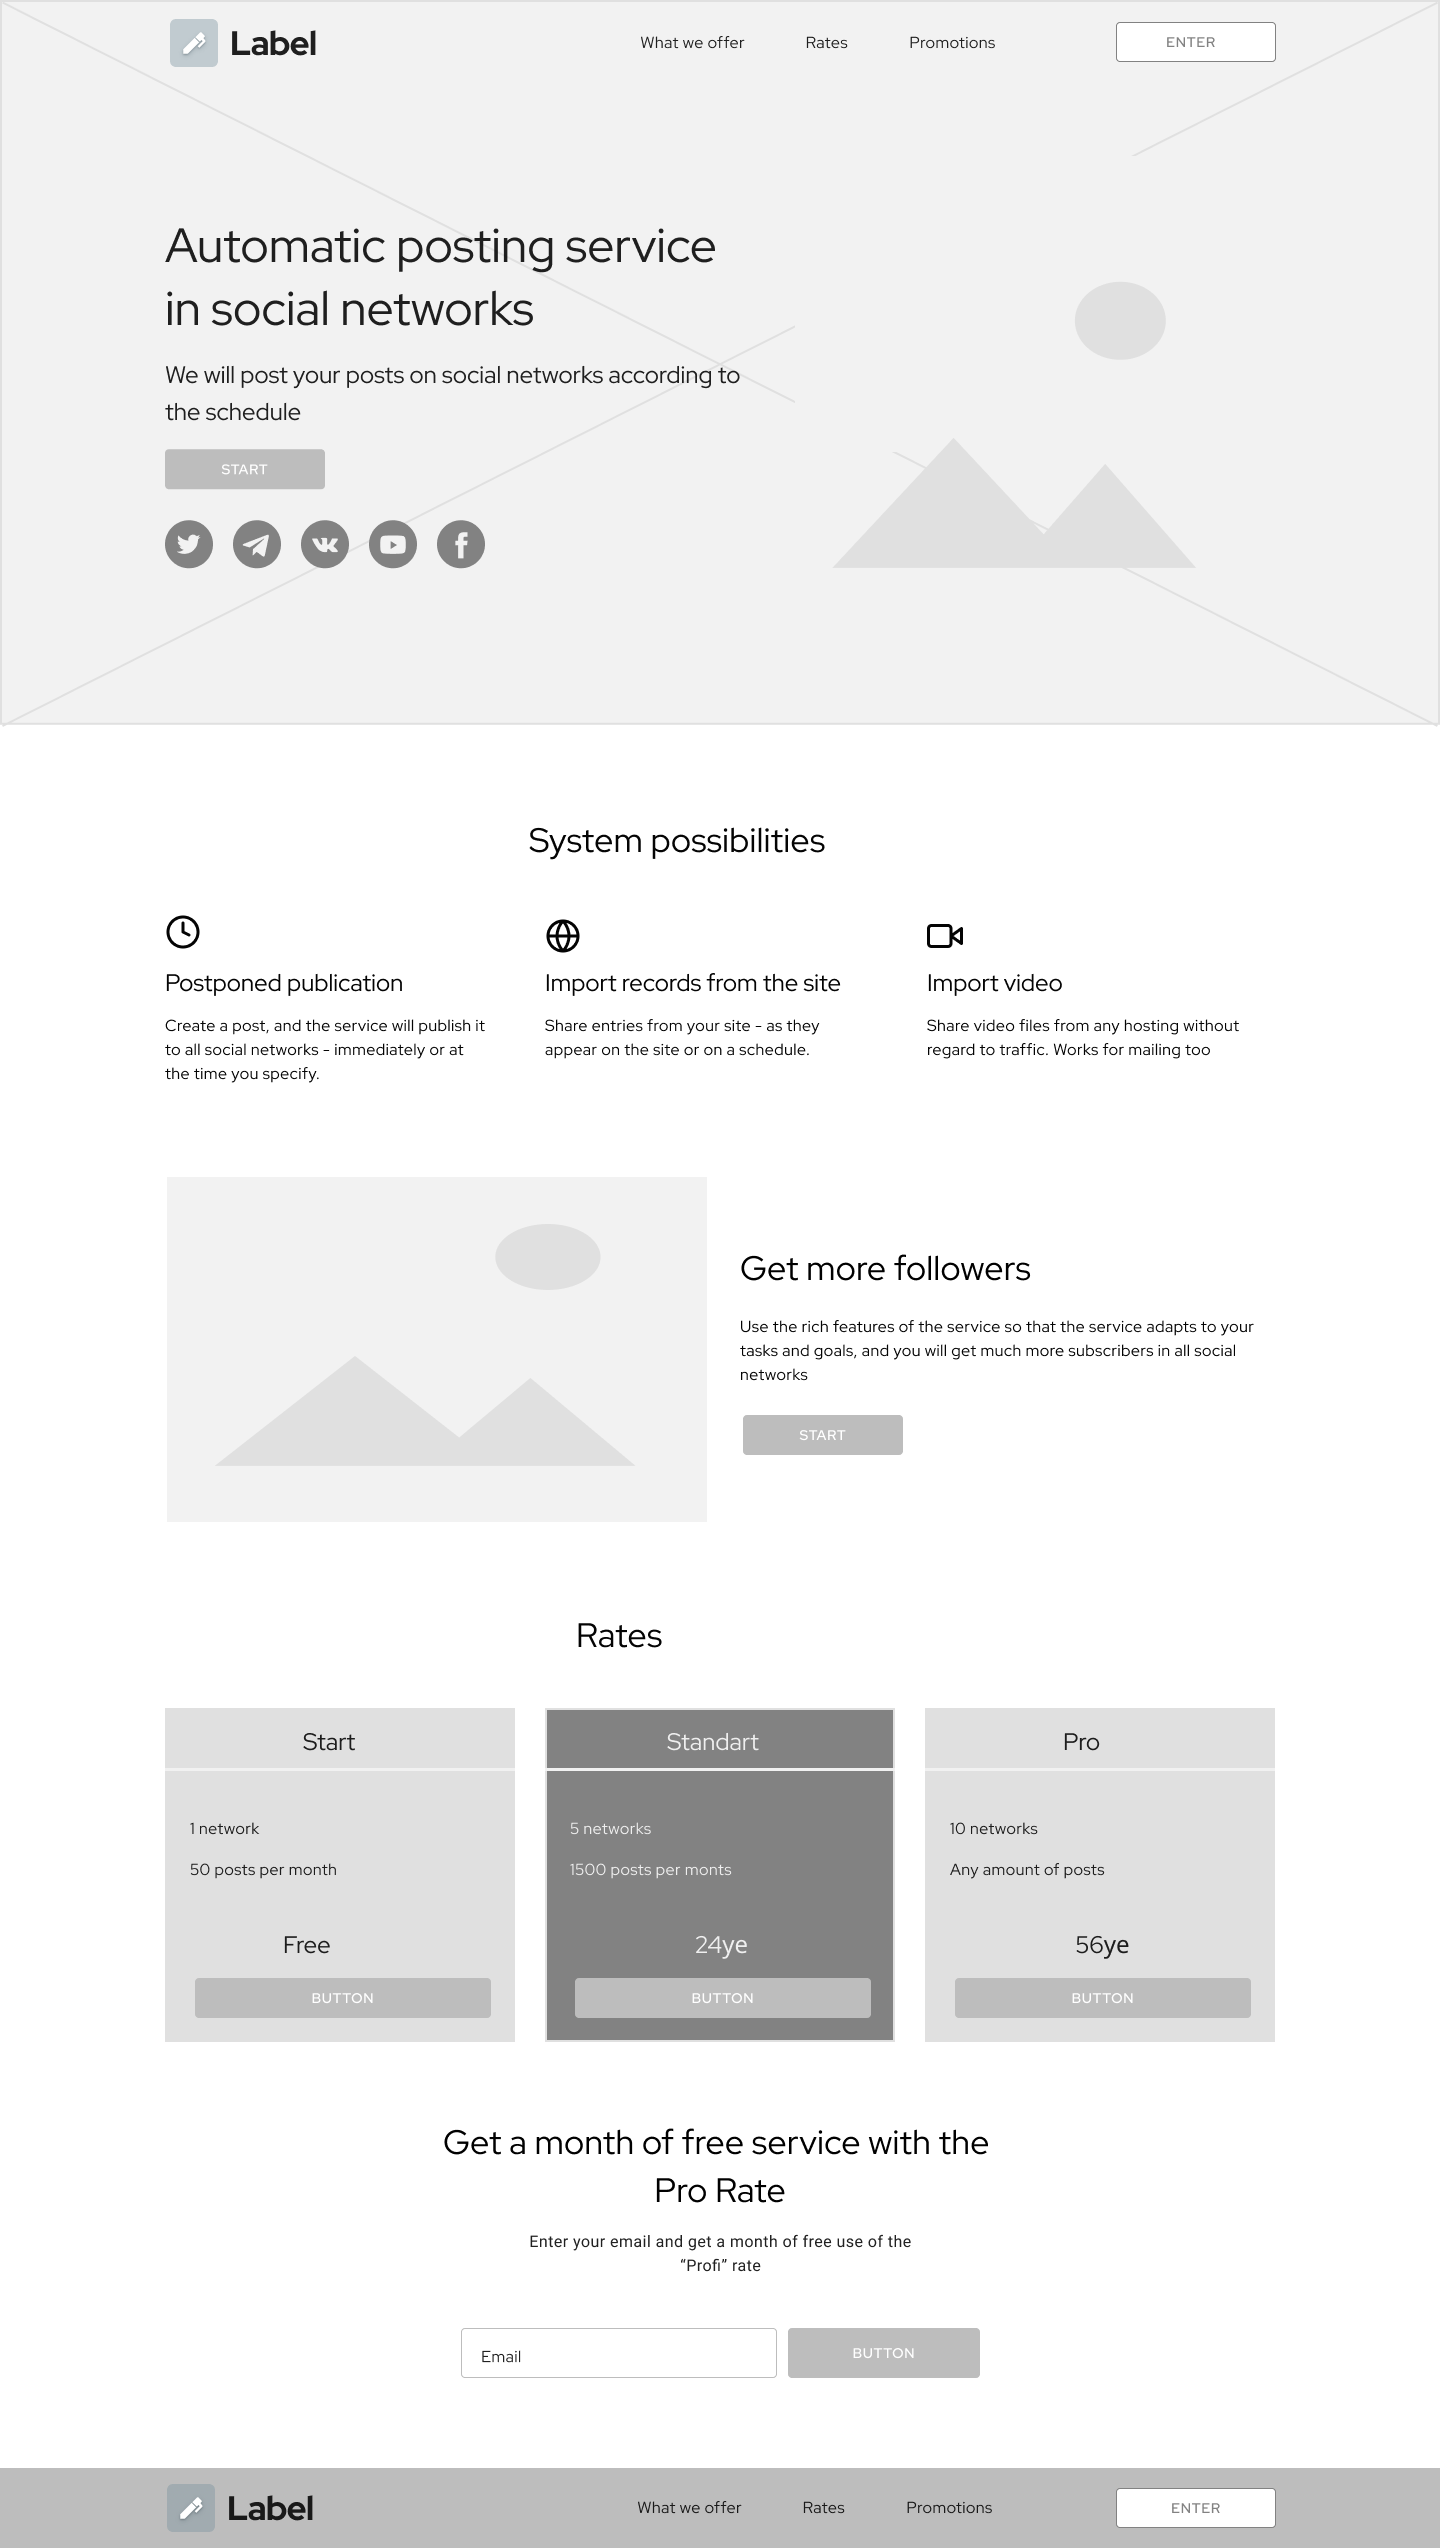 Label
What we offer
Rates
Promotions
ENTER
Automatic posting service
in social networks
We will post your posts on social networks according to
the schedule
START
System possibilities
Postponed publication
Create a post, and the service will publish it
to all social networks - immediately or at
the time you specify.
Import records from the site
Share entries from your site - as they
appear on the site or on a schedule.
Import video
Share video files from any hosting without
regard to traffic. Works for mailing too
Get more followers
Use the rich features of the service so that the service adapts to your
tasks and goals, and you will get much more subscribers in all social
networks
START
Rates
Start
1 network
50 posts per month
Free
BUTTON
Standart
5 networks
1500 posts per monts
24ye
BUTTON
Pro
10 networks
Any amount of posts
56ye
BUTTON
Get a month of free service with the
Pro Rate
Enter your email and get a month of free use of the
“Profi” rate
Email
BUTTON
Label
What we offer
Rates
Promotions
ENTER